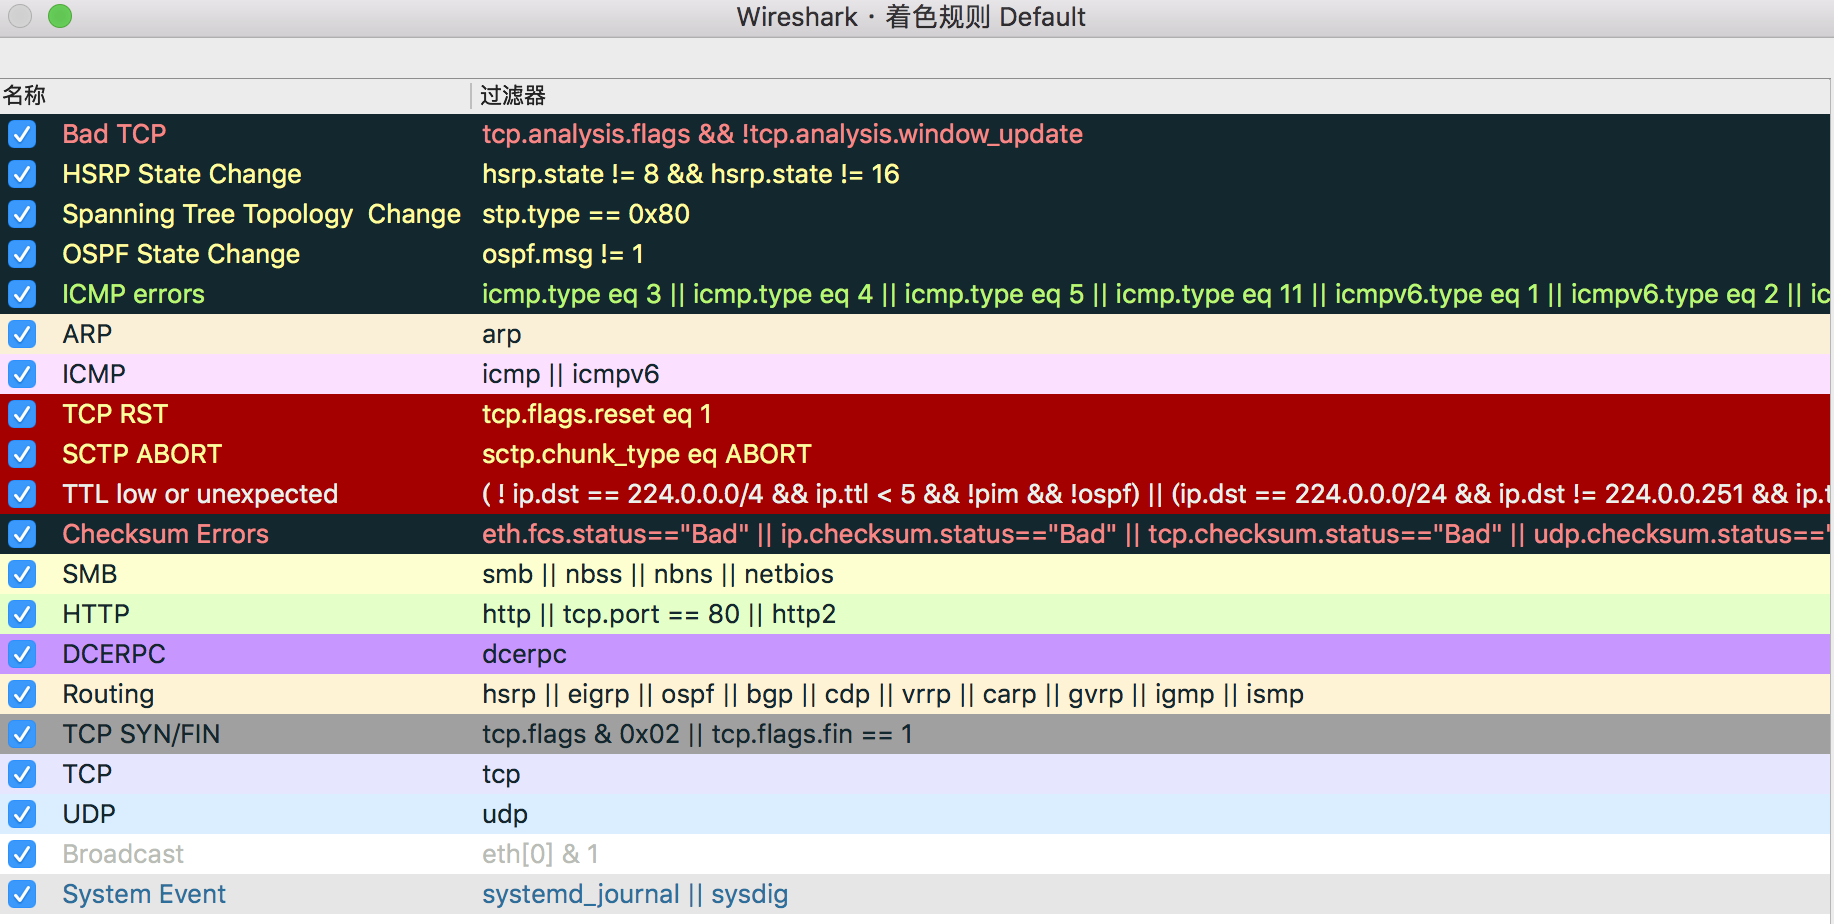 Wireshark · 着色规则 Default
名称 过滤器
Bad TCP tcp.analysis.flags && !tcp.analysis.window_update
HSRP State Change hsrp.state != 8 && hsrp.state != 16
Spanning Tree Topology  Change stp.type == 0x80
OSPF State Change ospf.msg != 1
ICMP errors icmp.type eq 3 || icmp.type eq 4 || icmp.type eq 5 || icmp.type eq 11 || icmpv6.type eq 1 || icmpv6.type eq 2 || ic
ARP arp
ICMP icmp || icmpv6
TCP RST tcp.flags.reset eq 1
SCTP ABORT sctp.chunk_type eq ABORT
TTL low or unexpected ( ! ip.dst == 224.0.0.0/4 && ip.ttl < 5 && !pim && !ospf) || (ip.dst == 224.0.0.0/24 && ip.dst != 224.0.0.251 && ip.t
Checksum Errors eth.fcs.status=="Bad" || ip.checksum.status=="Bad" || tcp.checksum.status=="Bad" || udp.checksum.status=="
SMB smb || nbss || nbns || netbios
HTTP http || tcp.port == 80 || http2
DCERPC dcerpc
Routing hsrp || eigrp || ospf || bgp || cdp || vrrp || carp || gvrp || igmp || ismp
TCP SYN/FIN tcp.flags & 0x02 || tcp.flags.fin == 1
TCP tcp
UDP udp
Broadcast eth[0] & 1
System Event systemd_journal || sysdig